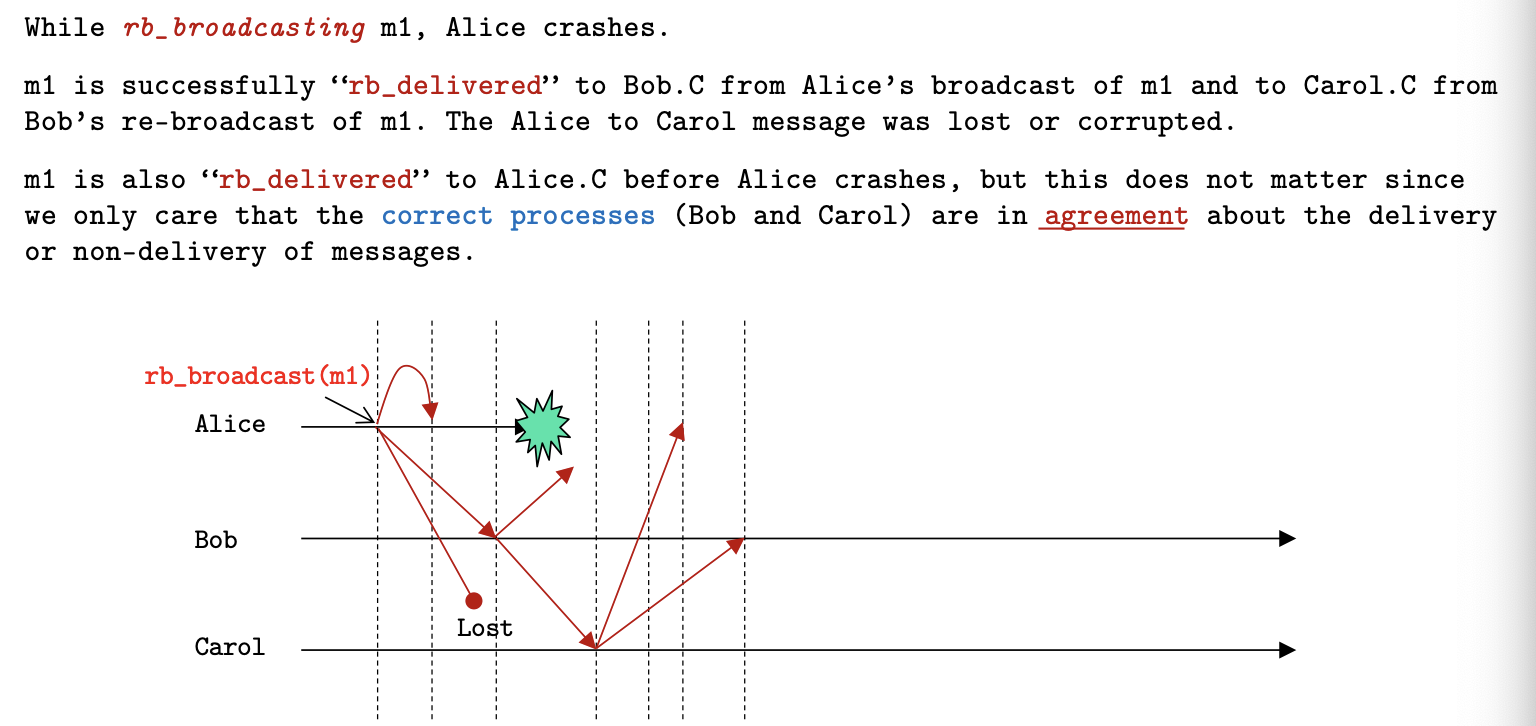 While rb_broadcasting m1, Alice crashes.
m1 is successfully “rb_delivered” to Bob.C from Alice’s broadcast of m1 and to Carol.C from
Bob’s re-broadcast of m1. The Alice to Carol message was lost or corrupted.
m1 is also “rb_delivered” to Alice.C before Alice crashes, but this does not matter since
we only care that the correct processes (Bob and Carol) are in agreement about the delivery
or non-delivery of messages.
rb_broadcast(m1)
Alice
Bob
Lost
Carol